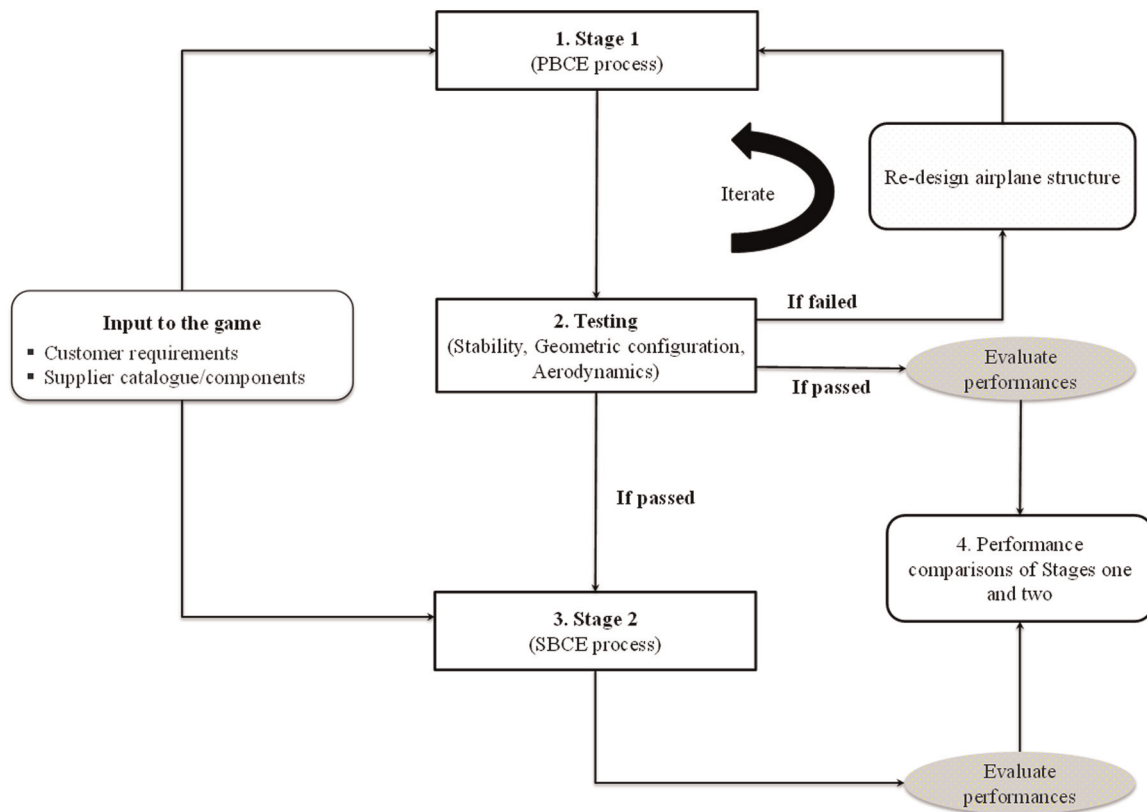 1. Stage 1
(PBCE process)
Re-design airplane structure
Iterate
Input to the game
▪ Customer requirements
▪ Supplier catalogue/components
If failed
2. Testing
(Stability, Geometric configuration,
Aerodynamics)
If passed
Evaluate
performances
If passed
4. Performance
comparisons of Stages one
and two
3. Stage 2
(SBCE process)
Evaluate
performances